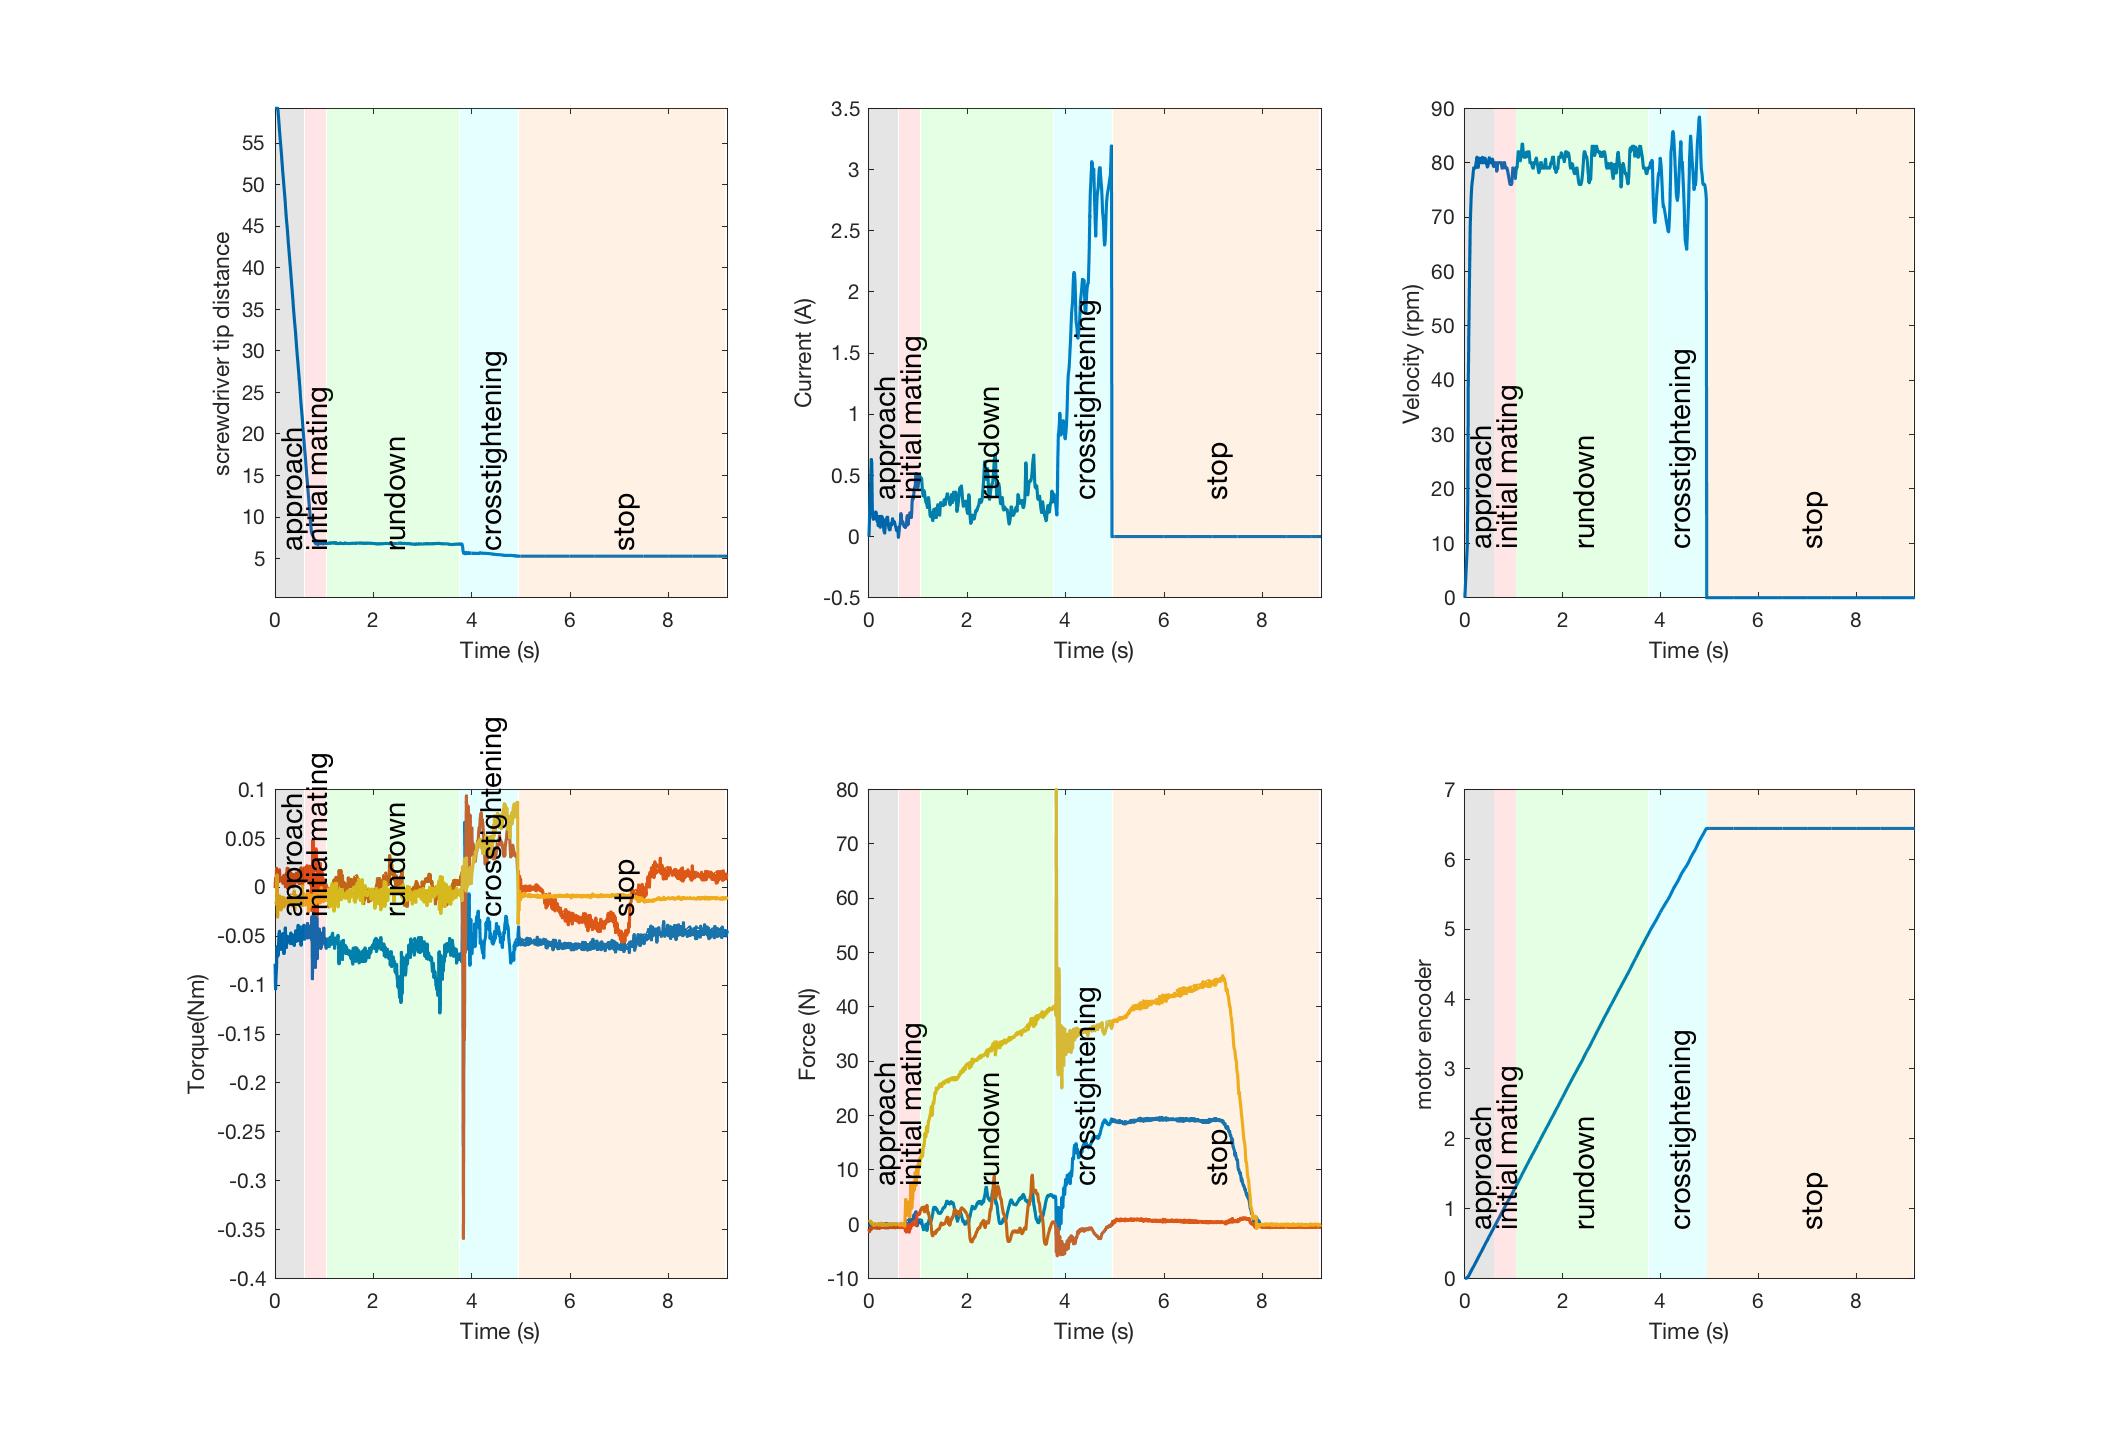 55
50
45
40
35
30
25
20
15
10
5
screwdriver tip distance
approach
initial mating
rundown
crosstightening
stop
0 2 4 6 8
Time (s)
3.5
3
2.5
2
1.5
1
0.5
0
-0.5
Current (A)
approach
initial mating
rundown
crosstightening
stop
0 2 4 6 8
Time (s)
90
80
70
60
50
40
30
20
10
0
Velocity (rpm)
approach
initial mating
rundown
crosstightening
stop
0 2 4 6 8
Time (s)
0.1
0.05
0
-0.05
-0.1
-0.15
-0.2
-0.25
-0.3
-0.35
-0.4
Torque(Nm)
approach
initial mating
rundown
crosstightening
stop
0 2 4 6 8
Time (s)
80
70
60
50
40
30
20
10
0
-10
Force (N)
approach
initial mating
rundown
crosstightening
stop
0 2 4 6 8
Time (s)
7
6
5
4
3
2
1
0
motor encoder
approach
initial mating
rundown
crosstightening
stop
0 2 4 6 8
Time (s)